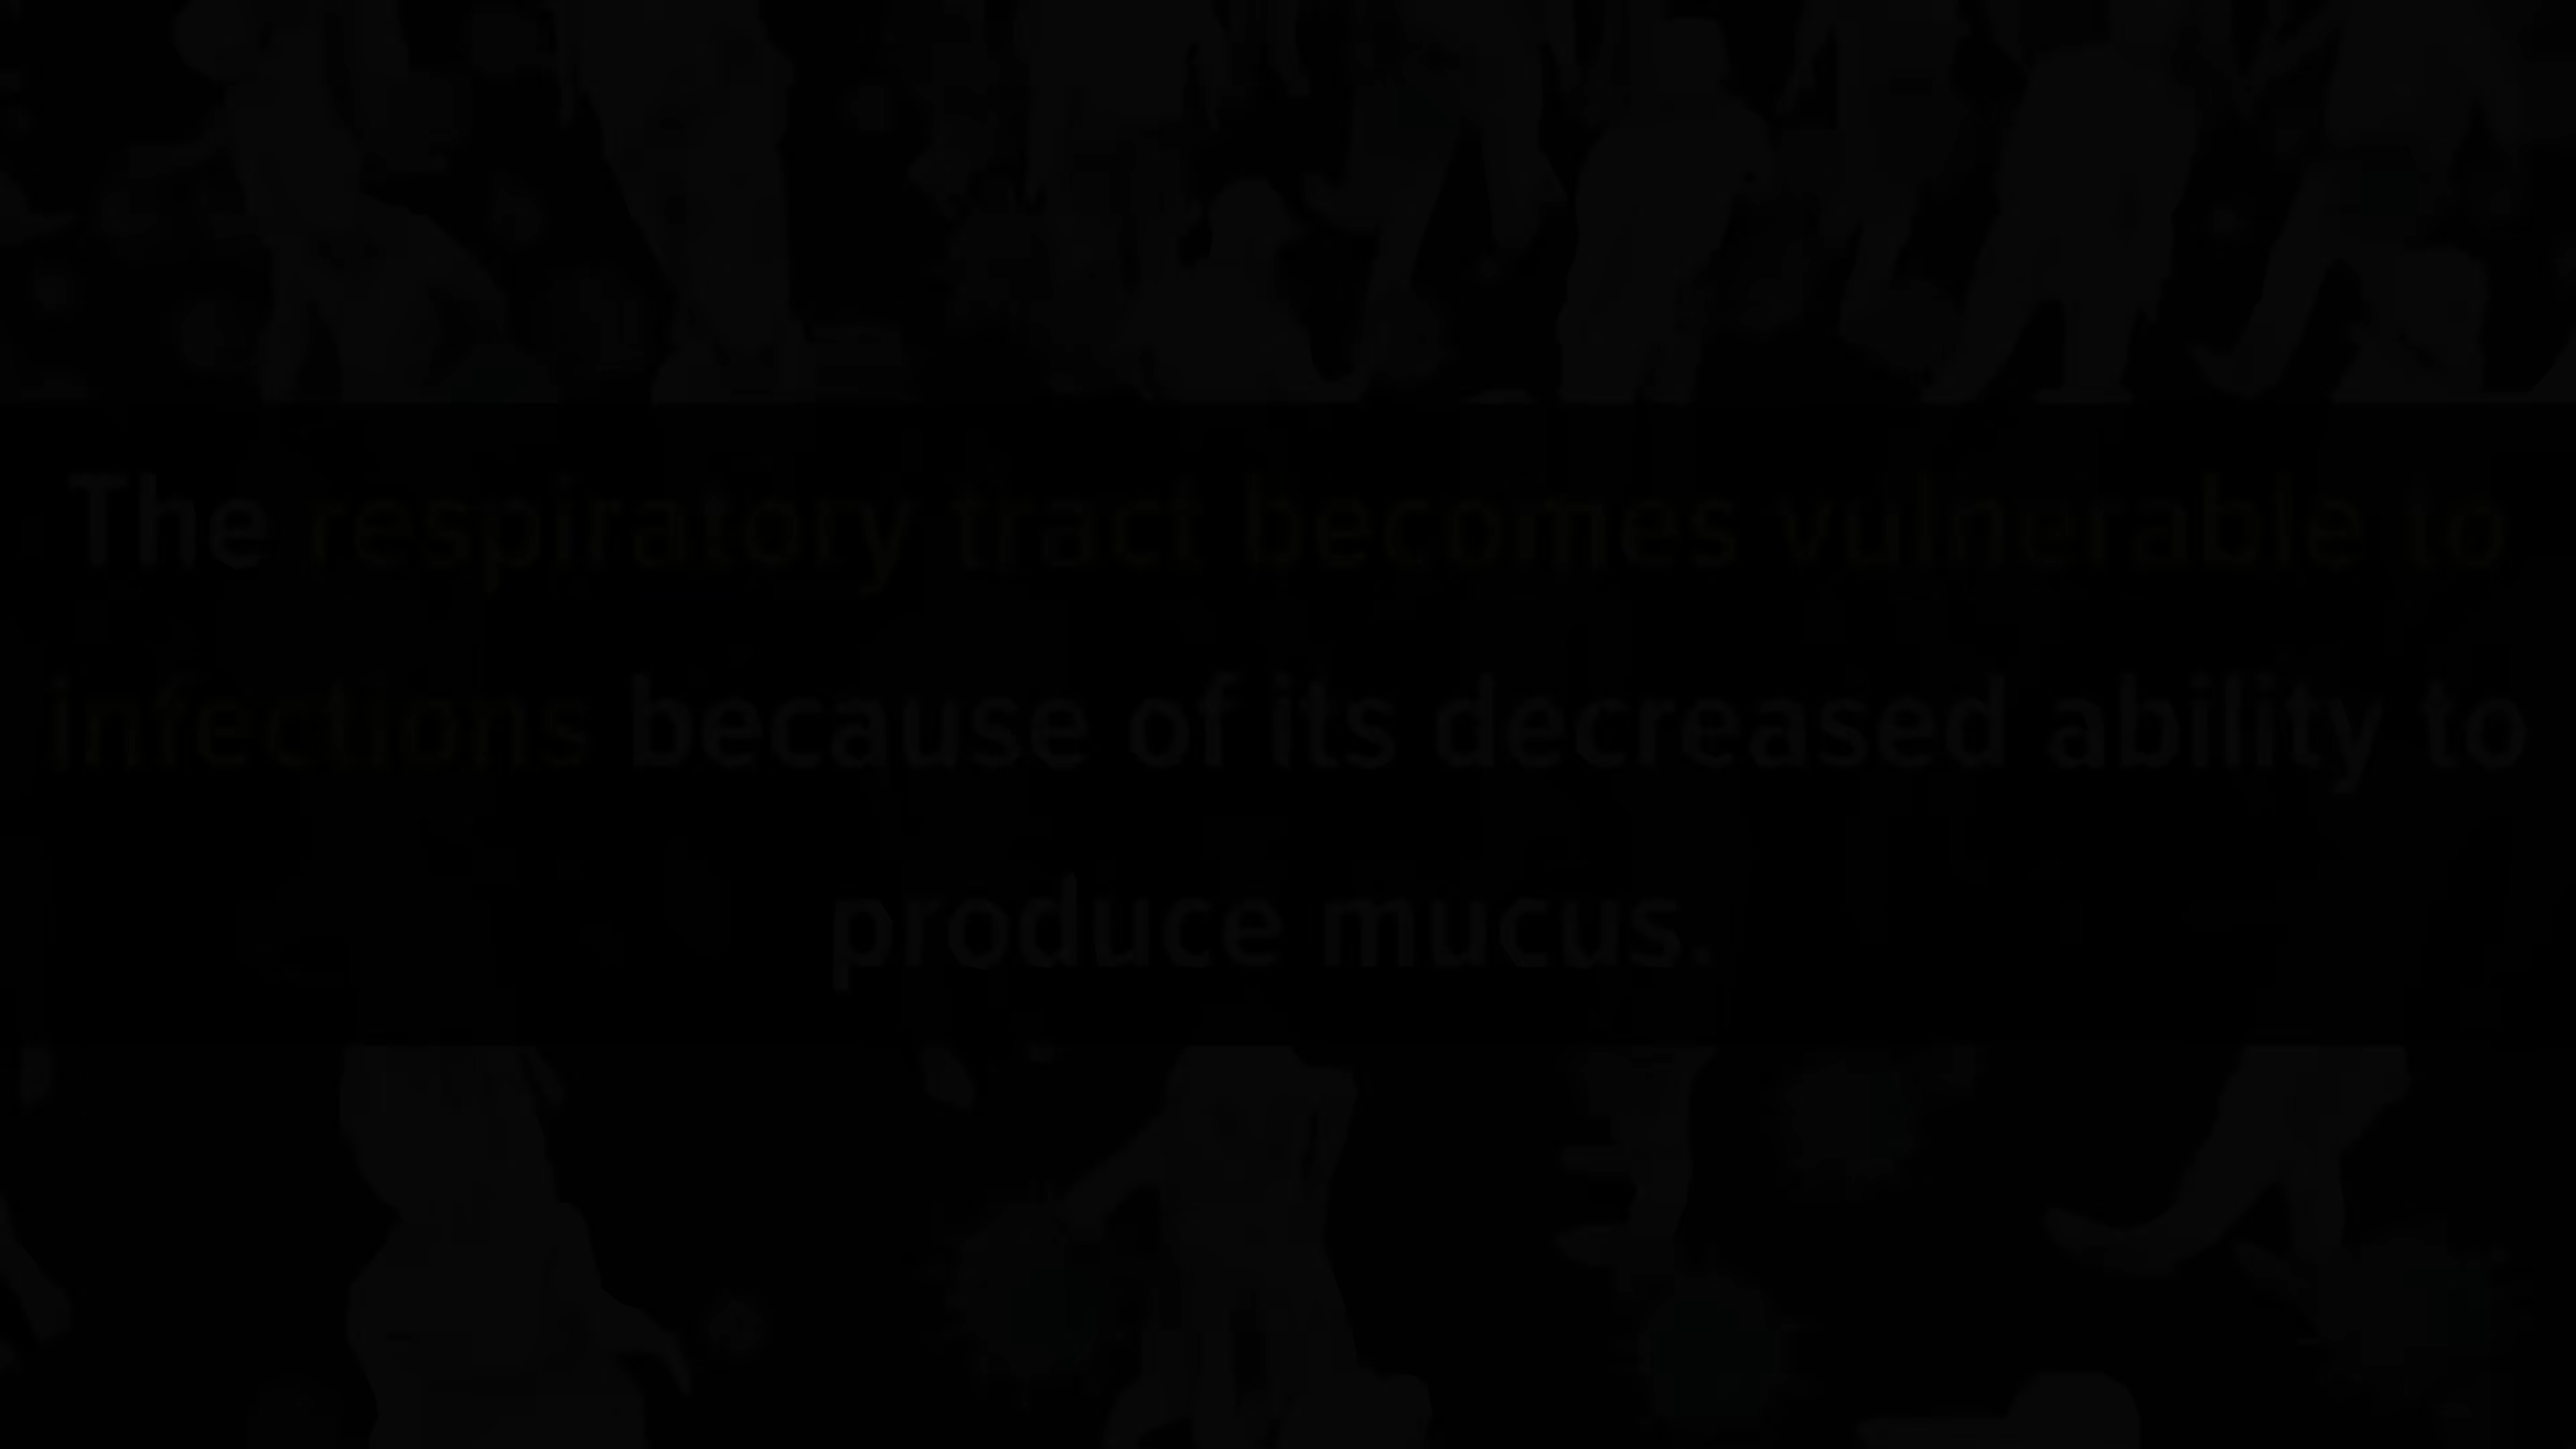 The respiratory tract becomes vulnerable to
infections because of its decreased ability to
produce mucus.